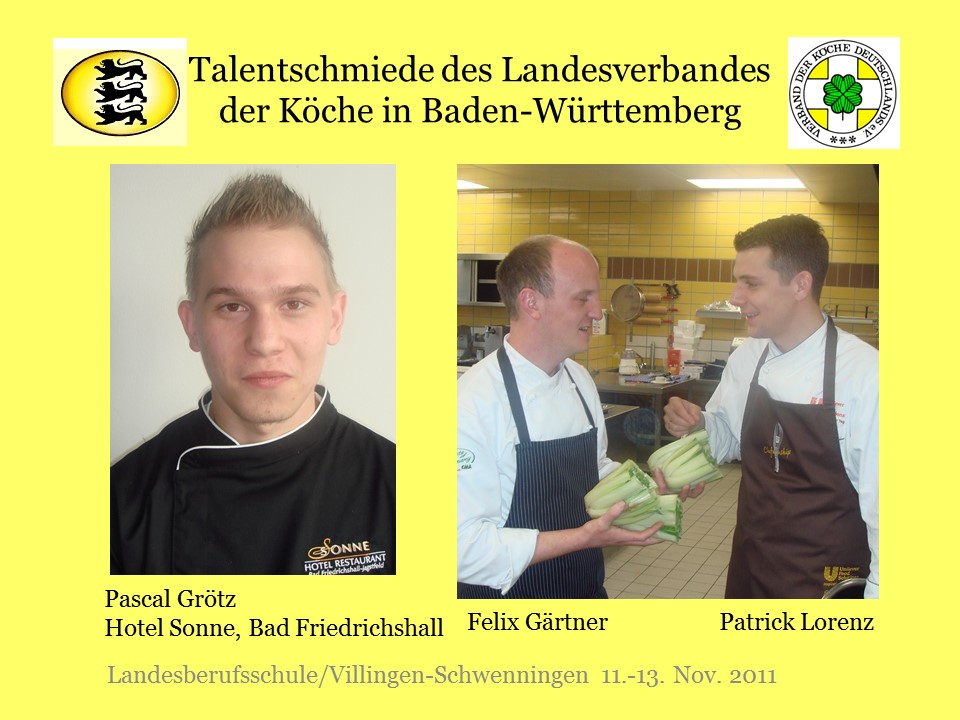 Talentschmiede des Landesverbandes
der Köche in Baden-Württemberg
VERBAND DER KÖCHE DEUTSCHLANDS e.V.
***
SONNE
HOTEL RESTAURANT
Bad Friedrichshall-Jagstfeld
Pascal Grötz
Hotel Sonne, Bad Friedrichshall
Felix Gärtner
Patrick Lorenz
Landesberufsschule/Villingen-Schwenningen 11.-13. Nov. 2011